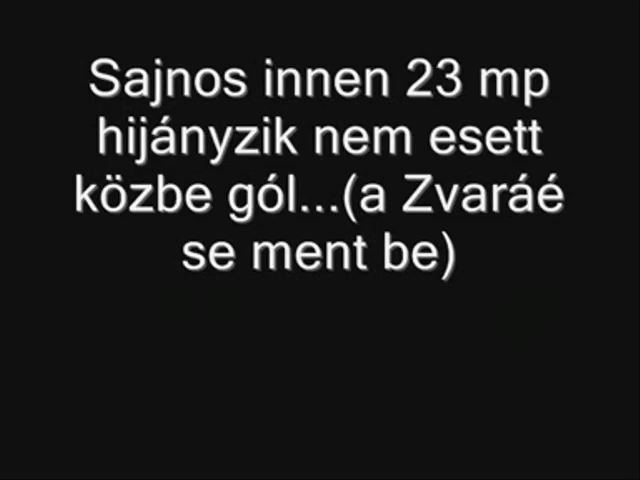 Sajnos innen 23 mp
hijányzik nem esett
közbe gól...(a Zvaráé
se ment be)